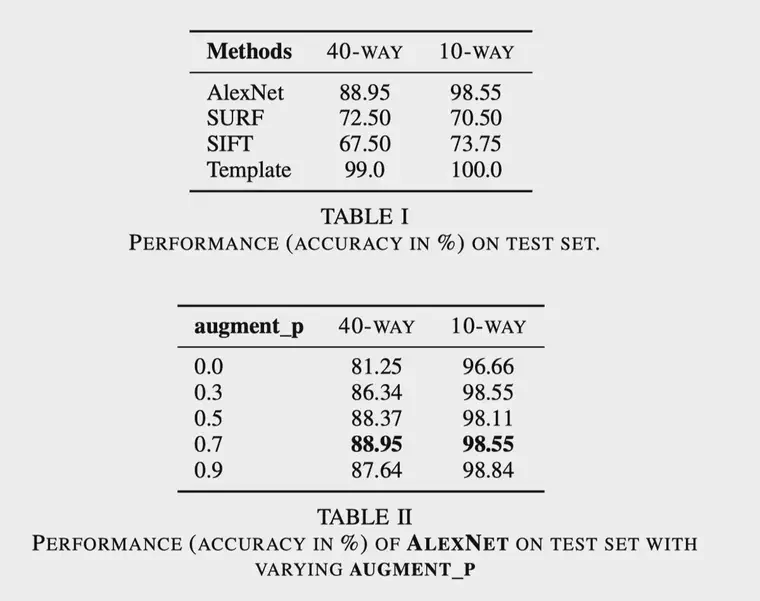 Methods 40-WAY 10-WAY
AlexNet 88.95 98.55
SURF 72.50 70.50
SIFT 67.50 73.75
Template 99.0 100.0
TABLE I
PERFORMANCE (ACCURACY IN %) ON TEST SET.
augment_p 40-WAY 10-WAY
0.0 81.25 96.66
0.3 86.34 98.55
0.5 88.37 98.11
0.7 88.95 98.55
0.9 87.64 98.84
TABLE II
PERFORMANCE (ACCURACY IN %) OF ALEXNET ON TEST SET WITH
VARYING AUGMENT_P